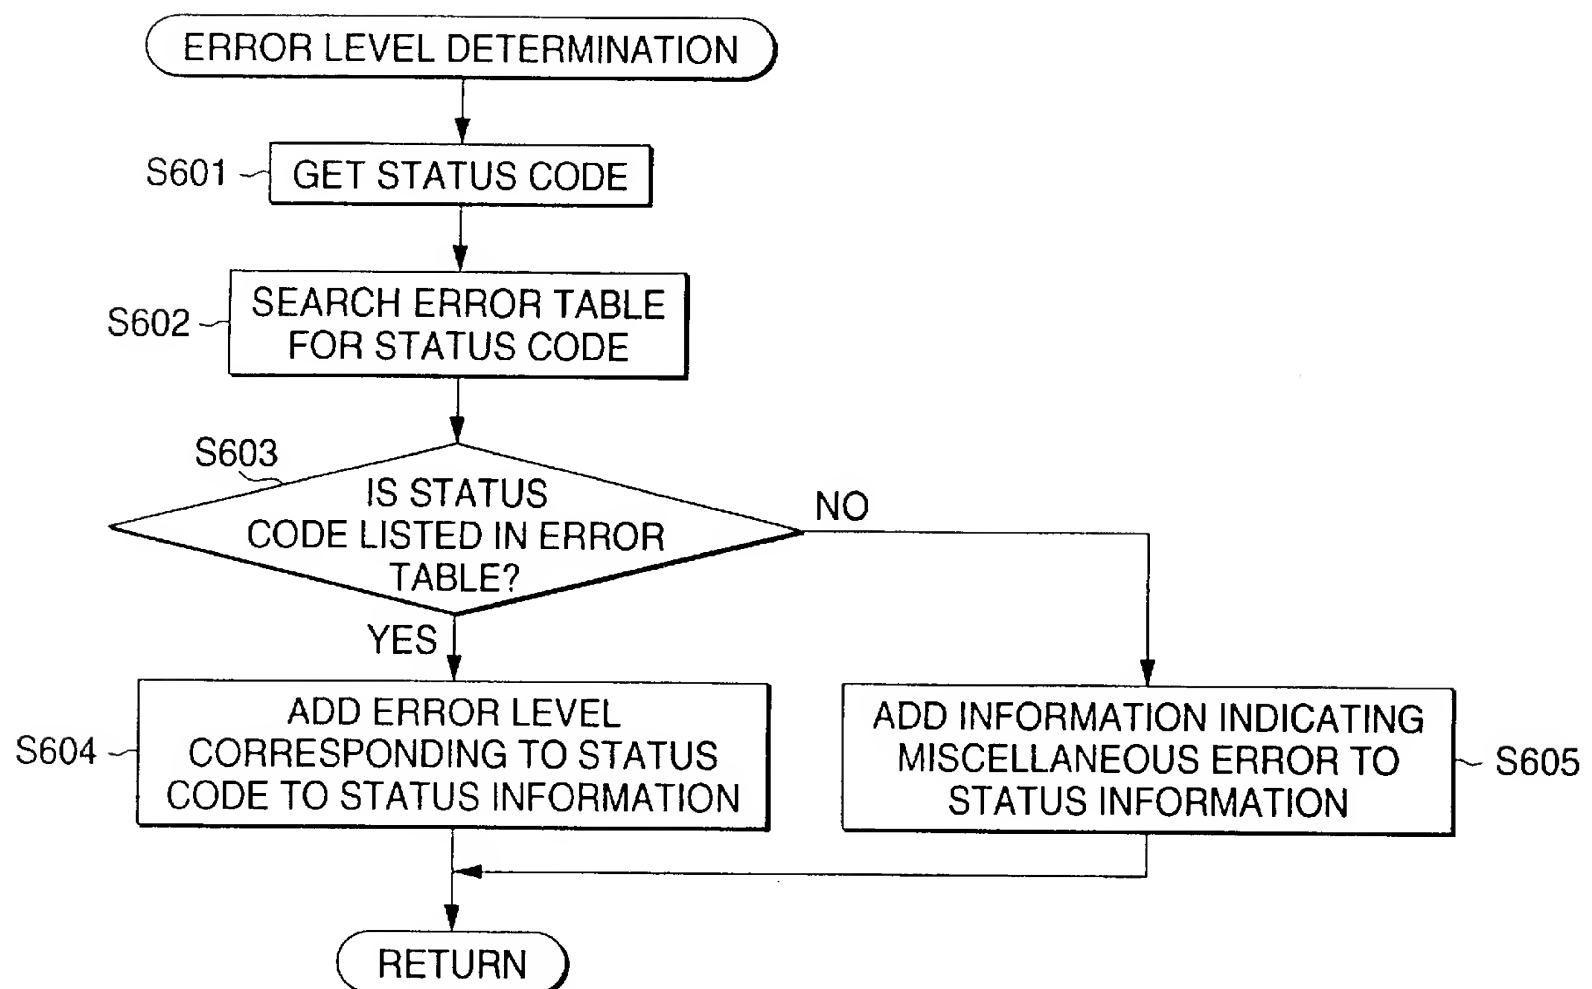 ERROR LEVEL DETERMINATION
S601
GET STATUS CODE
S602
SEARCH ERROR TABLE
FOR STATUS CODE
S603
IS STATUS
CODE LISTED IN ERROR
TABLE?
NO
YES
S604
ADD ERROR LEVEL
CORRESPONDING TO STATUS
CODE TO STATUS INFORMATION
ADD INFORMATION INDICATING
MISCELLANEOUS ERROR TO
STATUS INFORMATION
S605
RETURN